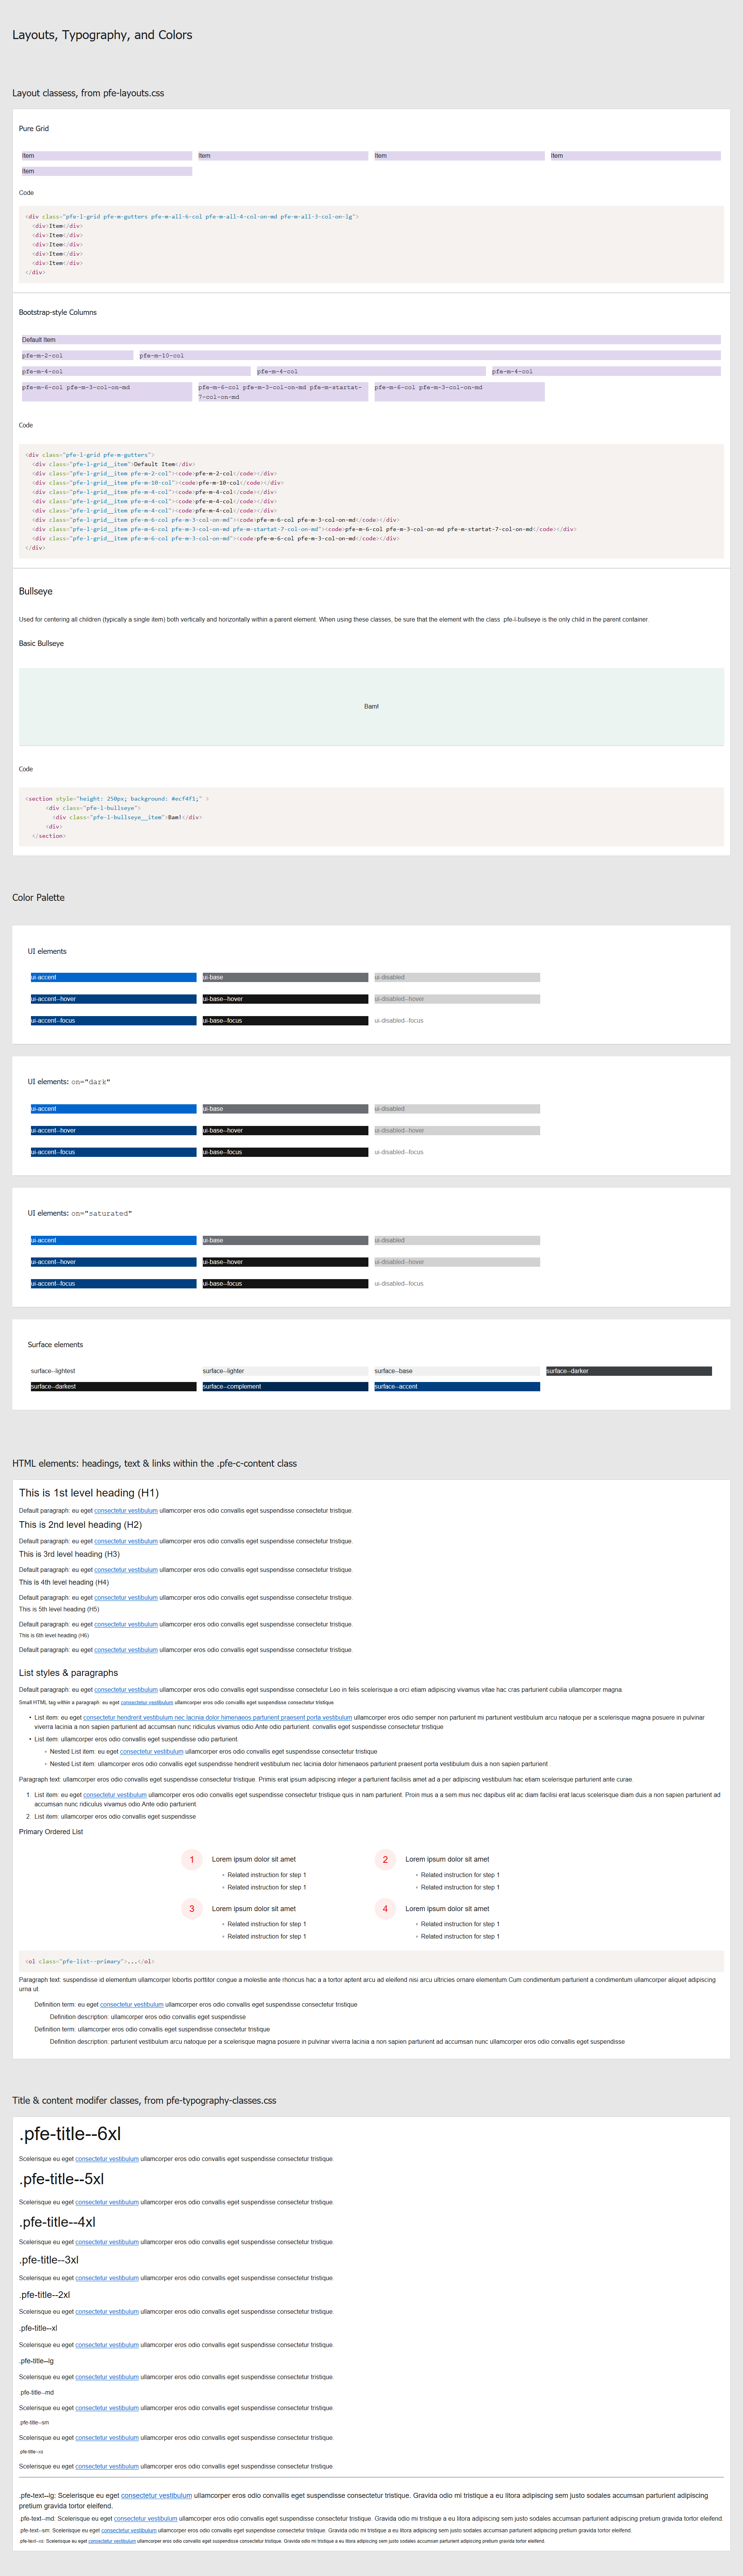 Layouts, Typography, and Colors
Layout classess, from pfe-layouts.css
Pure Grid
Item Item Item Item
Item
Code
<div class="pfe-l-grid pfe-m-gutters pfe-m-all-6-col pfe-m-all-4-col-on-md pfe-m-all-3-col-on-lg">
<div>Item</div>
<div>Item</div>
<div>Item</div>
<div>Item</div>
<div>Item</div>
</div>
Bootstrap-style Columns
Default Item
pfe-m-2-col pfe-m-10-col
pfe-m-4-col pfe-m-4-col pfe-m-4-col
pfe-m-6-col pfe-m-3-col-on-md pfe-m-6-col pfe-m-3-col-on-md pfe-m-startat- pfe-m-6-col pfe-m-3-col-on-md
7-col-on-md
Code
<div class="pfe-l-grid pfe-m-gutters">
<div class="pfe-l-grid__item">Default Item</div>
<div class="pfe-l-grid__item pfe-m-2-col"><code>pfe-m-2-col</code></div>
<div class="pfe-l-grid__item pfe-m-10-col"><code>pfe-m-10-col</code></div>
<div class="pfe-l-grid__item pfe-m-4-col"><code>pfe-m-4-col</code></div>
<div class="pfe-l-grid__item pfe-m-4-col"><code>pfe-m-4-col</code></div>
<div class="pfe-l-grid__item pfe-m-4-col"><code>pfe-m-4-col</code></div>
<div class="pfe-l-grid__item pfe-m-6-col pfe-m-3-col-on-md"><code>pfe-m-6-col pfe-m-3-col-on-md</code></div>
<div class="pfe-l-grid__item pfe-m-6-col pfe-m-3-col-on-md pfe-m-startat-7-col-on-md"><code>pfe-m-6-col pfe-m-3-col-on-md pfe-m-startat-7-col-on-md</code></div>
<div class="pfe-l-grid__item pfe-m-6-col pfe-m-3-col-on-md"><code>pfe-m-6-col pfe-m-3-col-on-md</code></div>
</div>
Bullseye
Used for centering all children (typically a single item) both vertically and horizontally within a parent element. When using these classes, be sure that the element with the class .pfe-l-bullseye is the only child in the parent container.
Basic Bullseye
Bam!
Code
<section style="height: 250px; background: #ecf4f1;" >
<div class="pfe-l-bullseye">
<div class="pfe-l-bullseye__item">Bam!</div>
<div>
</section>
Color Palette
UI elements
ui-accent ui-base ui-disabled
ui-accent--hover ui-base--hover ui-disabled--hover
ui-accent--focus ui-base--focus ui-disabled--focus
UI elements: on="dark"
ui-accent ui-base ui-disabled
ui-accent--hover ui-base--hover ui-disabled--hover
ui-accent--focus ui-base--focus ui-disabled--focus
UI elements: on="saturated"
ui-accent ui-base ui-disabled
ui-accent--hover ui-base--hover ui-disabled--hover
ui-accent--focus ui-base--focus ui-disabled--focus
Surface elements
surface--lightest surface--lighter surface--base surface--darker
surface--darkest surface--complement surface--accent
HTML elements: headings, text & links within the .pfe-c-content class
This is 1st level heading (H1)
Default paragraph: eu eget consectetur vestibulum ullamcorper eros odio convallis eget suspendisse consectetur tristique.
This is 2nd level heading (H2)
Default paragraph: eu eget consectetur vestibulum ullamcorper eros odio convallis eget suspendisse consectetur tristique.
This is 3rd level heading (H3)
Default paragraph: eu eget consectetur vestibulum ullamcorper eros odio convallis eget suspendisse consectetur tristique.
This is 4th level heading (H4)
Default paragraph: eu eget consectetur vestibulum ullamcorper eros odio convallis eget suspendisse consectetur tristique.
This is 5th level heading (H5)
Default paragraph: eu eget consectetur vestibulum ullamcorper eros odio convallis eget suspendisse consectetur tristique.
This is 6th level heading (H6)
Default paragraph: eu eget consectetur vestibulum ullamcorper eros odio convallis eget suspendisse consectetur tristique.
List styles & paragraphs
Default paragraph: eu eget consectetur vestibulum ullamcorper eros odio convallis eget suspendisse consectetur Leo in felis scelerisque a orci etiam adipiscing vivamus vitae hac cras parturient cubilia ullamcorper magna.
Small HTML tag within a paragraph: eu eget consectetur vestibulum ullamcorper eros odio convallis eget suspendisse consectetur tristique
• List item: eu eget consectetur hendrerit vestibulum nec lacinia dolor himenaeos parturient praesent porta vestibulum ullamcorper eros odio semper non parturient mi parturient vestibulum arcu natoque per a scelerisque magna posuere in pulvinar
viverra lacinia a non sapien parturient ad accumsan nunc ridiculus vivamus odio.Ante odio parturient. convallis eget suspendisse consectetur tristique
• List item: ullamcorper eros odio convallis eget suspendisse odio parturient.
◦ Nested List item: eu eget consectetur vestibulum ullamcorper eros odio convallis eget suspendisse consectetur tristique
◦ Nested List item: ullamcorper eros odio convallis eget suspendisse hendrerit vestibulum nec lacinia dolor himenaeos parturient praesent porta vestibulum duis a non sapien parturient .
Paragraph text: ullamcorper eros odio convallis eget suspendisse consectetur tristique. Primis erat ipsum adipiscing integer a parturient facilisis amet ad a per adipiscing vestibulum hac etiam scelerisque parturient ante curae.
1. List item: eu eget consectetur vestibulum ullamcorper eros odio convallis eget suspendisse consectetur tristique quis in nam parturient. Proin mus a a sem mus nec dapibus elit ac diam facilisi erat lacus scelerisque diam duis a non sapien parturient ad
accumsan nunc ridiculus vivamus odio.Ante odio parturient.
2. List item: ullamcorper eros odio convallis eget suspendisse
Primary Ordered List
1 Lorem ipsum dolor sit amet 2 Lorem ipsum dolor sit amet
◦ Related instruction for step 1 ◦ Related instruction for step 1
◦ Related instruction for step 1 ◦ Related instruction for step 1
3 Lorem ipsum dolor sit amet 4 Lorem ipsum dolor sit amet
◦ Related instruction for step 1 ◦ Related instruction for step 1
◦ Related instruction for step 1 ◦ Related instruction for step 1
<ol class="pfe-list--primary">...</ol>
Paragraph text: suspendisse id elementum ullamcorper lobortis porttitor congue a molestie ante rhoncus hac a a tortor aptent arcu ad eleifend nisi arcu ultricies ornare elementum.Cum condimentum parturient a condimentum ullamcorper aliquet adipiscing
urna ut.
Definition term: eu eget consectetur vestibulum ullamcorper eros odio convallis eget suspendisse consectetur tristique
Definition description: ullamcorper eros odio convallis eget suspendisse
Definition term: ullamcorper eros odio convallis eget suspendisse consectetur tristique
Definition description: parturient vestibulum arcu natoque per a scelerisque magna posuere in pulvinar viverra lacinia a non sapien parturient ad accumsan nunc ullamcorper eros odio convallis eget suspendisse
Title & content modifer classes, from pfe-typography-classes.css
.pfe-title--6xl
Scelerisque eu eget consectetur vestibulum ullamcorper eros odio convallis eget suspendisse consectetur tristique.
.pfe-title--5xl
Scelerisque eu eget consectetur vestibulum ullamcorper eros odio convallis eget suspendisse consectetur tristique.
.pfe-title--4xl
Scelerisque eu eget consectetur vestibulum ullamcorper eros odio convallis eget suspendisse consectetur tristique.
.pfe-title--3xl
Scelerisque eu eget consectetur vestibulum ullamcorper eros odio convallis eget suspendisse consectetur tristique.
.pfe-title--2xl
Scelerisque eu eget consectetur vestibulum ullamcorper eros odio convallis eget suspendisse consectetur tristique.
.pfe-title--xl
Scelerisque eu eget consectetur vestibulum ullamcorper eros odio convallis eget suspendisse consectetur tristique.
.pfe-title--lg
Scelerisque eu eget consectetur vestibulum ullamcorper eros odio convallis eget suspendisse consectetur tristique.
.pfe-title--md
Scelerisque eu eget consectetur vestibulum ullamcorper eros odio convallis eget suspendisse consectetur tristique.
.pfe-title--sm
Scelerisque eu eget consectetur vestibulum ullamcorper eros odio convallis eget suspendisse consectetur tristique.
.pfe-title--xs
Scelerisque eu eget consectetur vestibulum ullamcorper eros odio convallis eget suspendisse consectetur tristique.
.pfe-text--lg: Scelerisque eu eget consectetur vestibulum ullamcorper eros odio convallis eget suspendisse consectetur tristique. Gravida odio mi tristique a eu litora adipiscing sem justo sodales accumsan parturient adipiscing
pretium gravida tortor eleifend.
.pfe-text--md: Scelerisque eu eget consectetur vestibulum ullamcorper eros odio convallis eget suspendisse consectetur tristique. Gravida odio mi tristique a eu litora adipiscing sem justo sodales accumsan parturient adipiscing pretium gravida tortor eleifend.
.pfe-text--sm: Scelerisque eu eget consectetur vestibulum ullamcorper eros odio convallis eget suspendisse consectetur tristique. Gravida odio mi tristique a eu litora adipiscing sem justo sodales accumsan parturient adipiscing pretium gravida tortor eleifend.
.pfe-text--xs: Scelerisque eu eget consectetur vestibulum ullamcorper eros odio convallis eget suspendisse consectetur tristique. Gravida odio mi tristique a eu litora adipiscing sem justo sodales accumsan parturient adipiscing pretium gravida tortor eleifend.